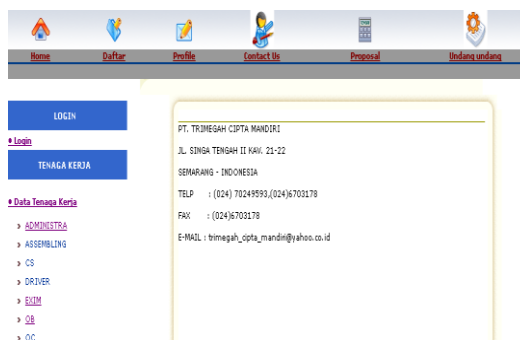 Home Daftar Profile Contact Us Proposal Undang undang
LOGIN
• Login
TENAGA KERJA
• Data Tenaga Kerja
» ADMINISTRA
» ASSEMBLING
» CS
» DRIVER
» EXIM
» OB
» QC
PT. TRIMEGAH CIPTA MANDIRI
JL. SINGA TENGAH II KAV. 21-22
SEMARANG - INDONESIA
TELP : (024) 70249593,(024)6703178
FAX : (024)6703178
E-MAIL : trimegah_cipta_mandiri@yahoo.co.id